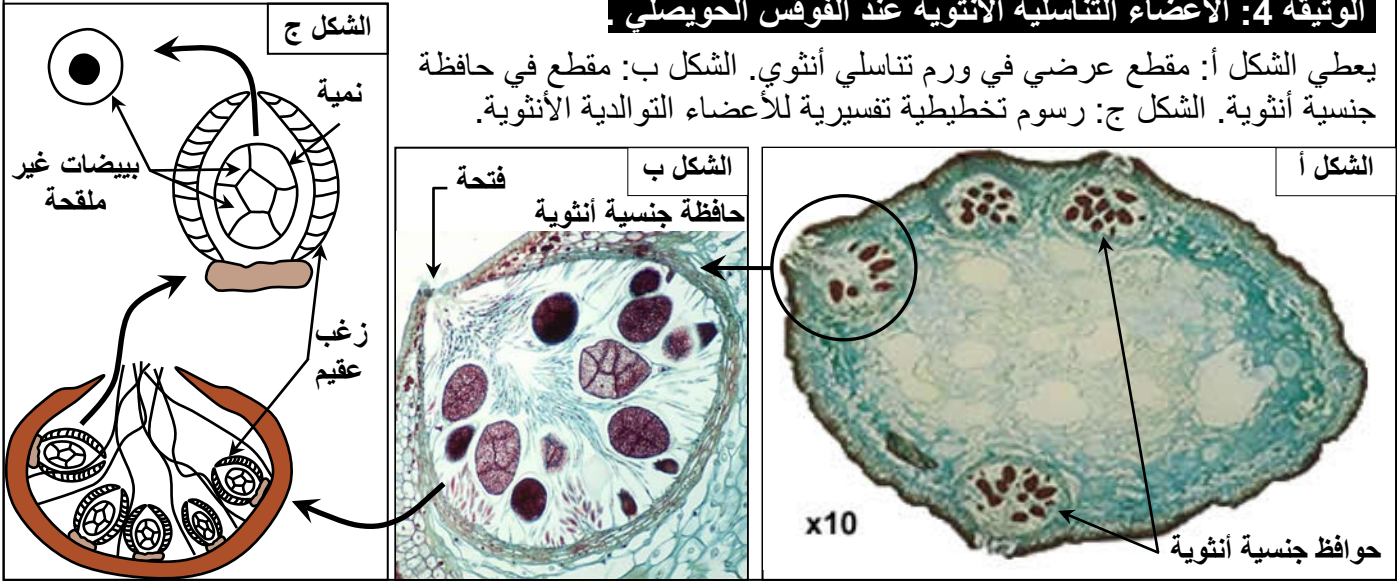 الوثيقة 4: الأعضاء التناسلية الأنثوية عند الفوقس الحويصلي .
يعطي الشكل أ: مقطع عرضي في ورم تناسلي أنثوي. الشكل ب: مقطع في حافظة
جنسية أنثوية. الشكل ج: رسوم تخطيطية تفسيرية للأعضاء التوالدية الأنثوية.
الشكل أ
x10
حوافظ جنسية أنثوية
الشكل ب
فتحة
حافظة جنسية أنثوية
الشكل ج
نمية
بييضات غير
ملقحة
زغب
عقيم